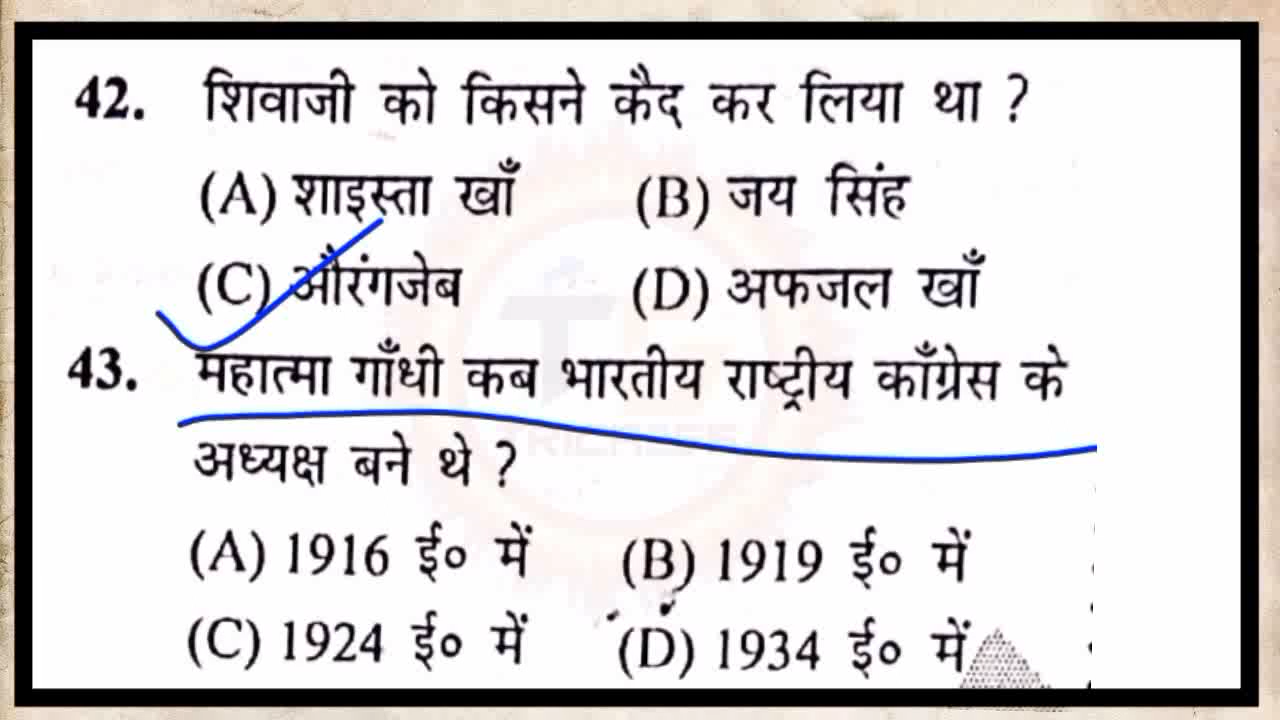 42. शिवाजी को किसने कैद कर लिया था ?
(A) शाइस्ता खाँ (B) जय सिंह
(C) औरंगजेब (D) अफजल खाँ
43. महात्मा गाँधी कब भारतीय राष्ट्रीय काँग्रेस के
अध्यक्ष बने थे ?
(A) 1916 ई० में (B) 1919 ई० में
(C) 1924 ई० में (D) 1934 ई० में